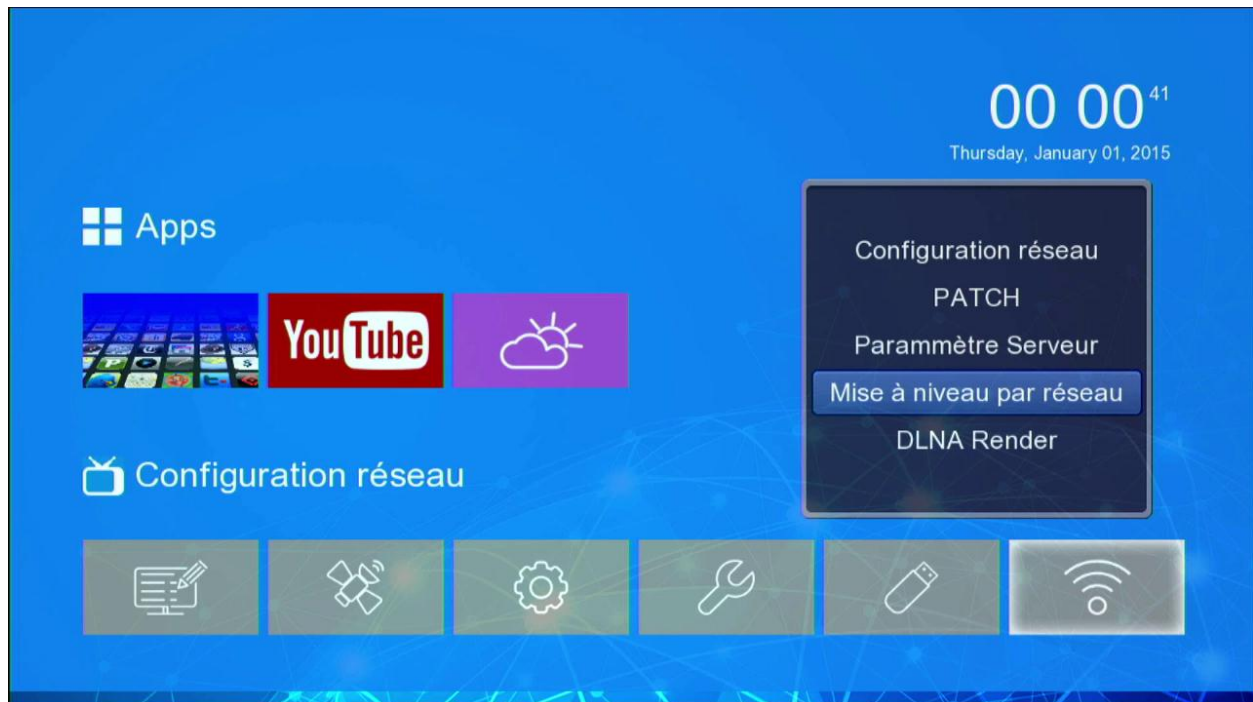 00 00 41
Thursday, January 01, 2015
Apps
YouTube
Configuration réseau
PATCH
Parammètre Serveur
Mise à niveau par réseau
DLNA Render
Configuration réseau